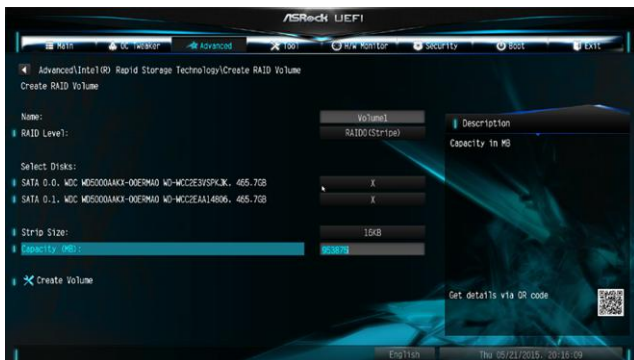 ASRock UEFI
Main OC Tweaker Advanced Tool H/W Monitor Security Boot Exit
Advanced\Intel(R) Rapid Storage Technology\Create RAID Volume
Create RAID Volume
Name: Volume1
RAID Level: RAID0(Stripe)
Select Disks:
SATA 0.0, WDC WD5000AAKX-00ERMA0 WD-WCC2E3VSPKJK, 465.7GB X
SATA 0.1, WDC WD5000AAKX-00ERMA0 WD-WCC2EAA14806, 465.7GB X
Strip Size: 16KB
Capacity (MB): 953875
Create Volume
Description
Capacity in MB
Get details via QR code
English Thu 05/21/2015, 20:16:09